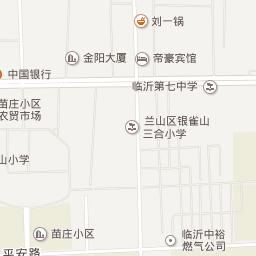 刘一锅
金阳大厦
帝豪宾馆
中国银行
临沂第七中学
苗庄小区
农贸市场
兰山区银雀山
三合小学
山小学
苗庄小区
临沂中裕
燃气公司
平安路